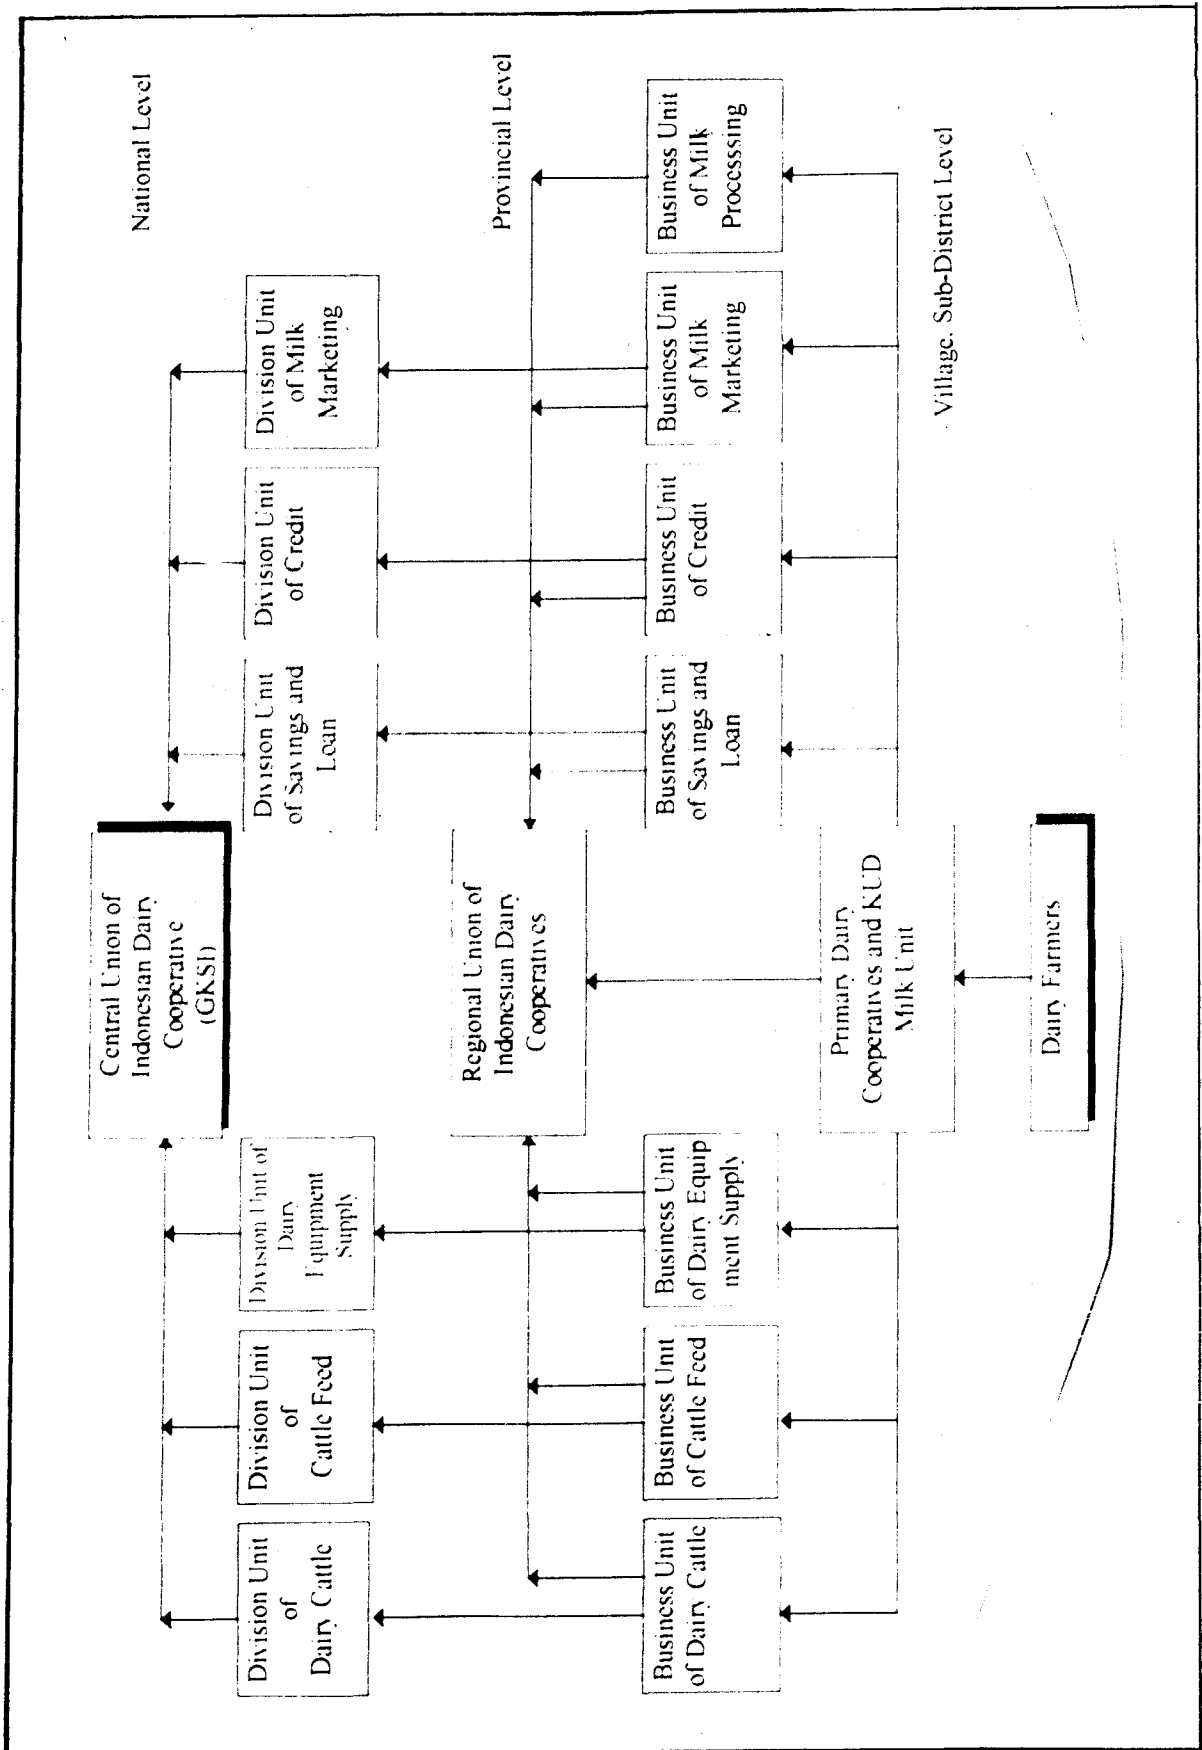 National Level
Central Union of
Indonesian Dairy
Cooperative
(GKSI)
Division Unit
of
Dairy Cattle
Division Unit
of
Cattle Feed
Division Unit of
Dairy
Equipment
Supply
Division Unit
of Savings and
Loan
Division Unit
of Credit
Division Unit
of Milk
Marketing
Provincial Level
Regional Union of
Indonesian Dairy
Cooperatives
Business Unit
of Dairy Cattle
Business Unit
of Cattle Feed
Business Unit
of Dairy Equip
ment Supply
Business Unit
of Savings and
Loan
Business Unit
of Credit
Business Unit
of Milk
Marketing
Business Unit
of Milk
Processsing
Primary Dairy
Cooperatives and KUD
Milk Unit
Village. Sub-District Level
Dairy Farmers